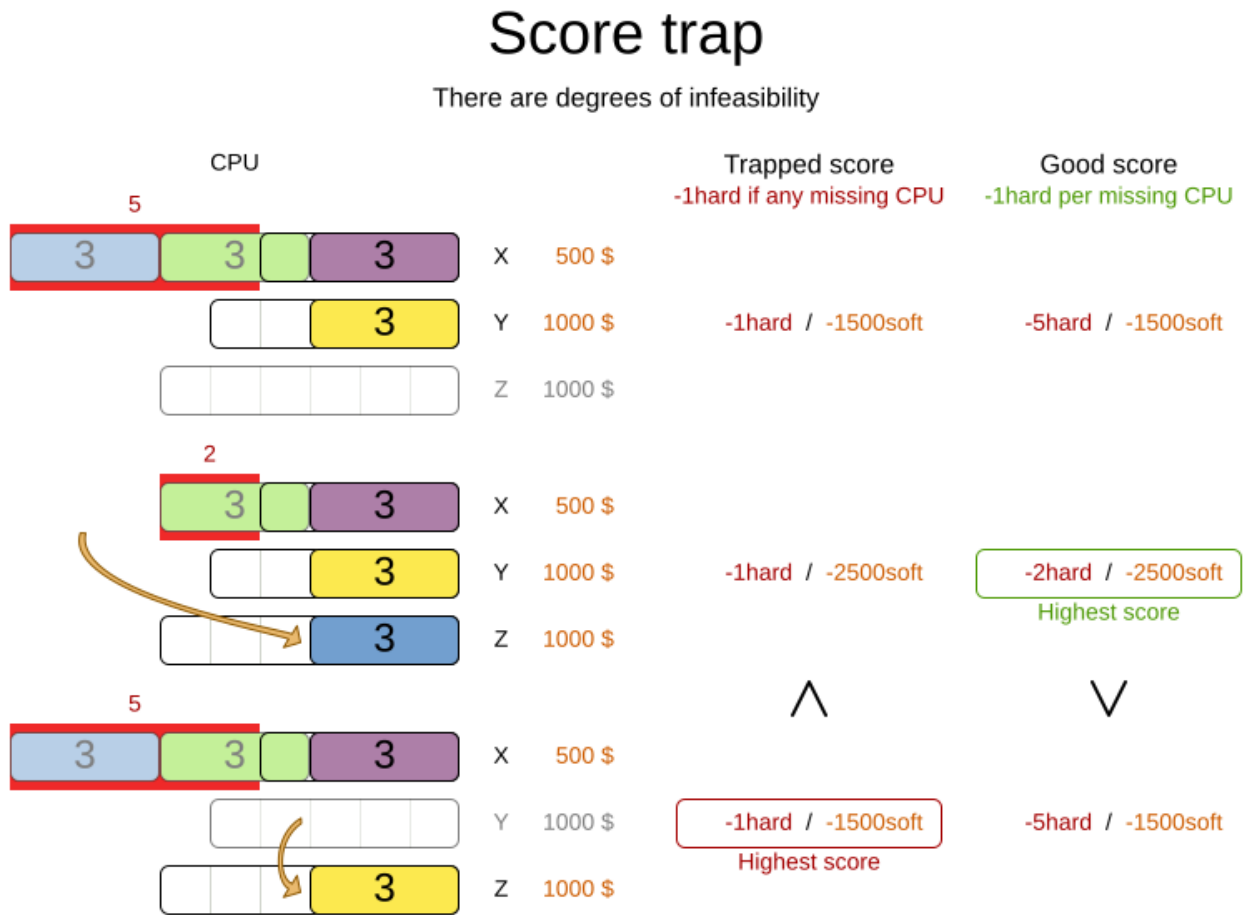 Score trap
There are degrees of infeasibility
CPU Trapped score Good score
-1hard if any missing CPU -1hard per missing CPU
5
3 3 3 X 500 $
3 Y 1000 $ -1hard / -1500soft -5hard / -1500soft
Z 1000 $
2
3 3 X 500 $
3 Y 1000 $ -1hard / -2500soft -2hard / -2500soft
Highest score
3 Z 1000 $
5
3 3 3 X 500 $
Y 1000 $ -1hard / -1500soft -5hard / -1500soft
Highest score
3 Z 1000 $